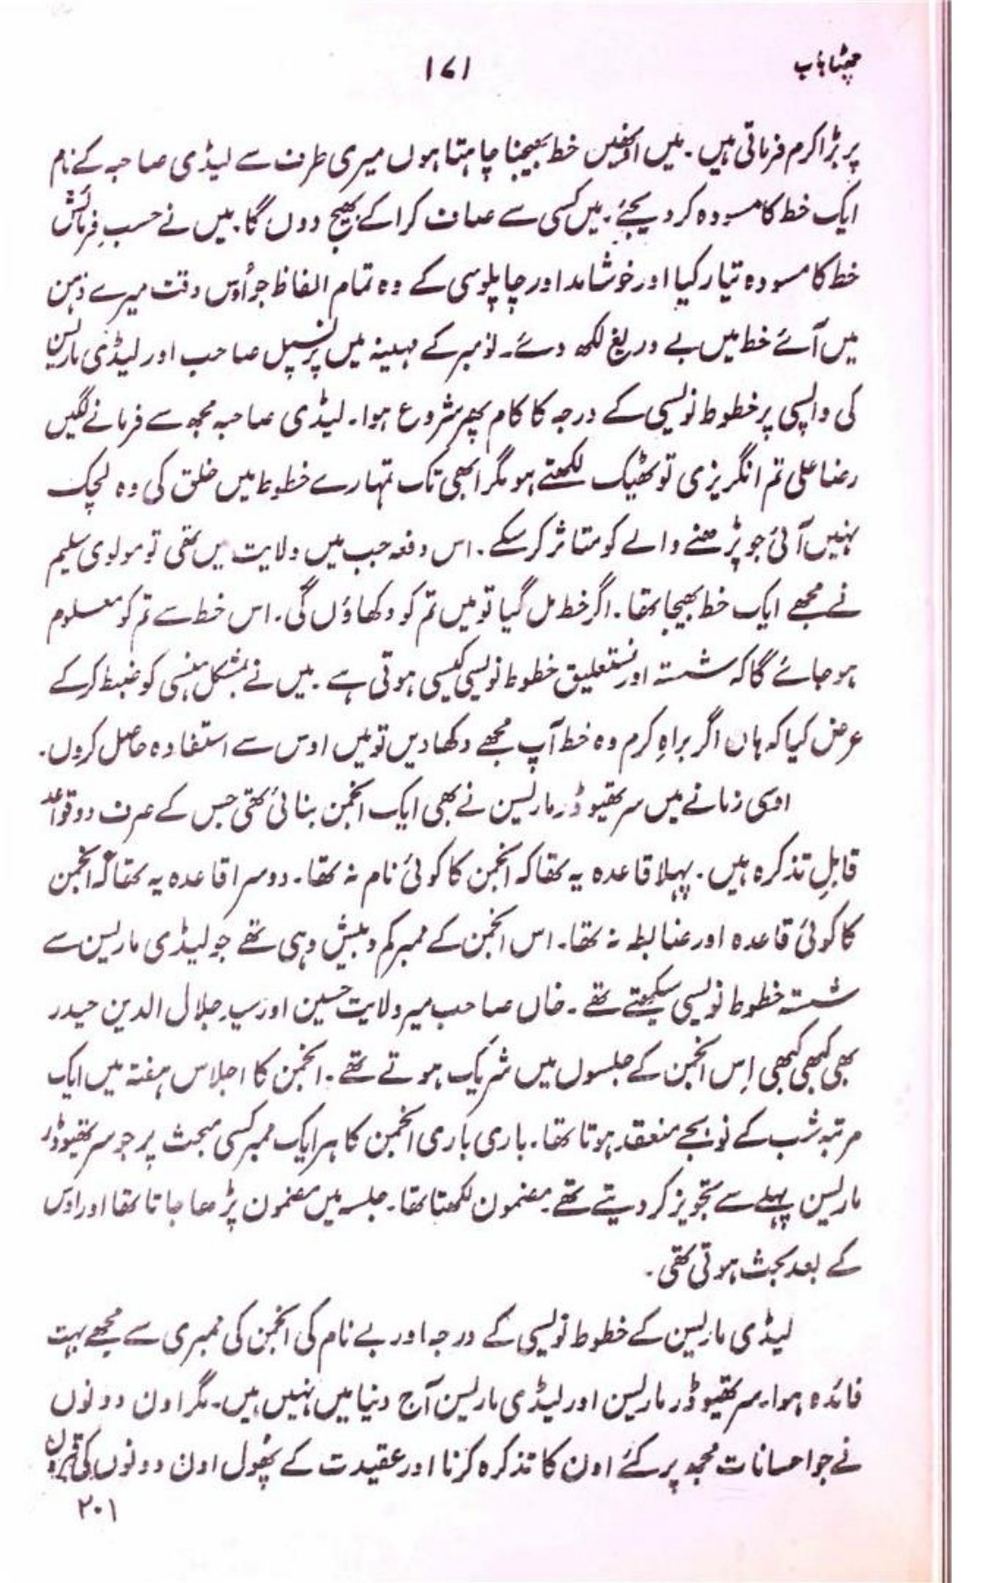 چھٹا باب
۱۷۱
پر بڑا کرم فرماتی ہیں۔ میں اونھیں خط بھیجنا چاہتا ہوں میری طرف سے لیڈی صاحبہ کے نام
ایک خط کا مسودہ کر دیجئے۔ میں کسی سے صاف کرا کے بھیج دوں گا۔ میں نے حسب فرمائش
خط کا مسودہ تیار کیا اور خوشامد اور چاپلوسی کے وہ تمام الفاظ جو اُوس وقت میرے ذہن
میں آئے خط میں بے دریغ لکھ دئے۔ نومبر کے مہینہ میں پرنسپل صاحب اور لیڈی مارلین
کی واپسی پر خطوط نویسی کے درجہ کا کام پھر شروع ہوا۔ لیڈی صاحبہ مجھ سے فرمانے لگیں
رضا علی تم انگریزی تو ٹھیک لکھتے ہو مگر ابھی تک تمہارے خطوط میں خلق کی وہ لچک
نہیں آئی جو پڑھنے والے کو متاثر کر سکے۔ اس دفعہ جب میں ولایت میں تھی تو مولوی سلیم
نے مجھے ایک خط بھیجا تھا۔ اگر خط مل گیا تو میں تم کو دکھاؤں گی۔ اس خط سے تم کو معلوم
ہو جائے گا کہ شستہ اور نستعلیق خطوط نویسی کیسی ہوتی ہے۔ میں نے بمشکل ہنسی کو ضبط کر کے
عرض کیا کہ ہاں اگر براہِ کرم وہ خط آپ مجھے دکھا دیں تو میں اوس سے استفادہ حاصل کروں۔
اوسی زمانے میں سر تھیوڈر مارلین نے بھی ایک انجمن بنائی تھی جس کے صرف دو قواعد
قابلِ تذکرہ ہیں۔ پہلا قاعدہ یہ تھا کہ انجمن کا کوئی نام نہ تھا۔ دوسرا قاعدہ یہ تھا کہ انجمن
کا کوئی قاعدہ اور ضابطہ نہ تھا۔ اس انجمن کے ممبر کم و بیش وہی تھے جو لیڈی مارلین سے
شستہ خطوط نویسی سیکھتے تھے۔ خاں صاحب میر ولایت حسین اور سید جلال الدین حیدر
بھی کبھی کبھی اِس انجمن کے جلسوں میں شریک ہوتے تھے۔ انجمن کا اجلاس ہفتہ میں ایک
مرتبہ شب کے نو بجے منعقد ہوتا تھا۔ باری باری انجمن کا ہر ایک ممبر کسی مبحث پر جو سر تھیوڈر
مارلین پہلے سے تجویز کر دیتے تھے۔ مضمون لکھتا تھا۔ جلسہ میں مضمون پڑھا جاتا تھا اور اوس
کے بعد بحث ہوتی تھی۔
لیڈی مارلین کے خطوط نویسی کے درجہ اور بے نام کی انجمن کی ممبری سے مجھے بہت
فائدہ ہوا۔ سر تھیوڈر مارلین اور لیڈی مارلین آج دنیا میں نہیں ہیں۔ مگر اون دونوں
نے جو احسانات مجھ پر کئے اون کا تذکرہ کرنا اور عقیدت کے پھول اون دونوں کی قبروں
۲۰۱